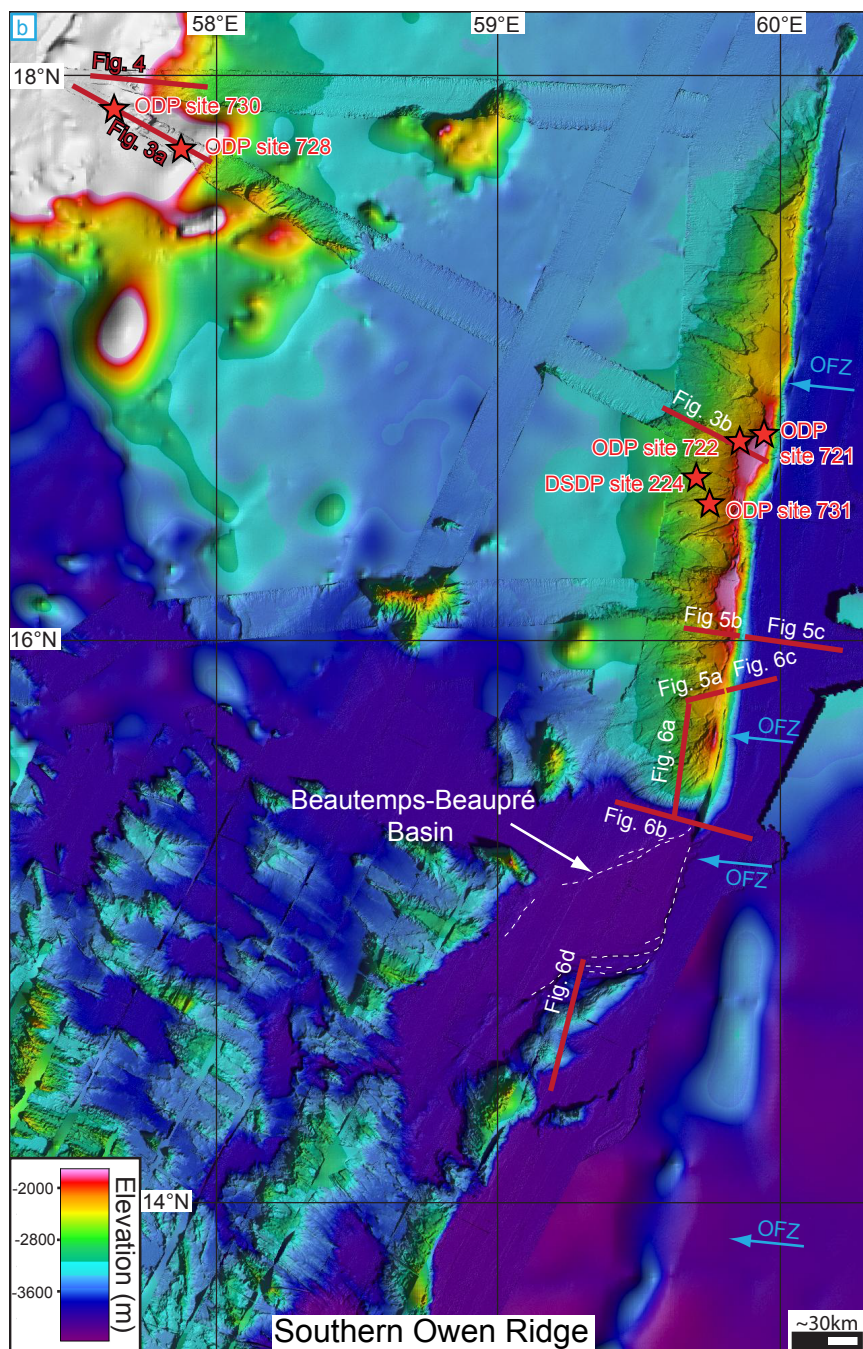 b
58°E
59°E
60°E
18°N
Fig. 4
ODP site 730
Fig. 3a
ODP site 728
OFZ
Fig. 3b
ODP site 722
ODP
site 721
DSDP site 224
ODP site 731
16°N
Fig 5b
Fig 5c
Fig. 5a
Fig. 6c
Fig. 6a
OFZ
Beautemps-Beaupré
Basin
Fig. 6b
OFZ
Fig. 6d
14°N
OFZ
-2000
-2800
-3600
Elevation (m)
Southern Owen Ridge
~30km